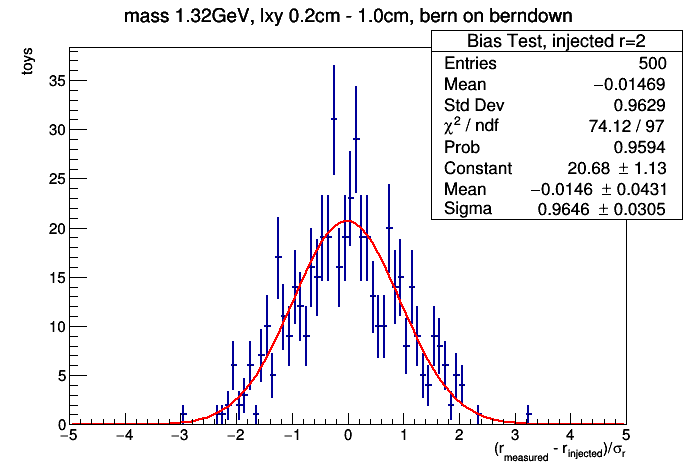 mass 1.32GeV, lxy 0.2cm - 1.0cm, bern on berndown
toys
Bias Test, injected r=2
Entries 500
Mean −0.01469
Std Dev 0.9629
χ² / ndf 74.12 / 97
Prob 0.9594
Constant 20.68 ± 1.13
Mean −0.0146 ± 0.0431
Sigma 0.9646 ± 0.0305
35
30
25
20
15
10
5
0
−5 −4 −3 −2 −1 0 1 2 3 4 5
(r_measured - r_injected)/σ_r